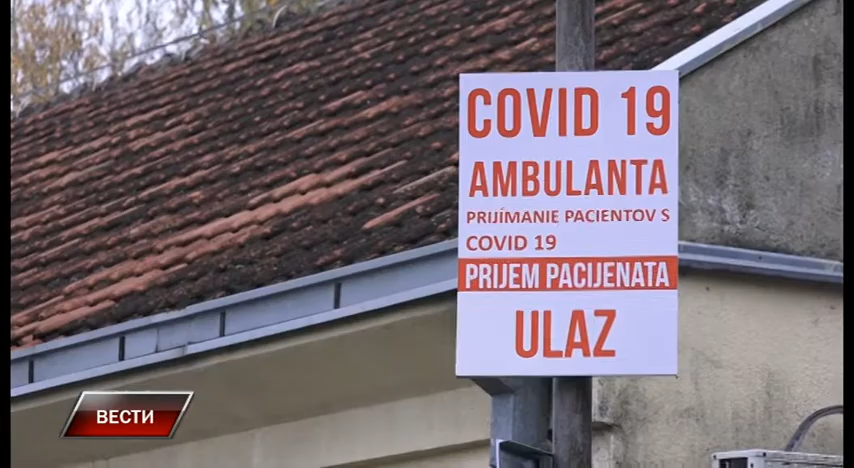 COVID 19
AMBULANTA
PRIJÍMANIE PACIENTOV S
COVID 19
PRIJEM PACIJENATA
ULAZ
ВЕСТИ